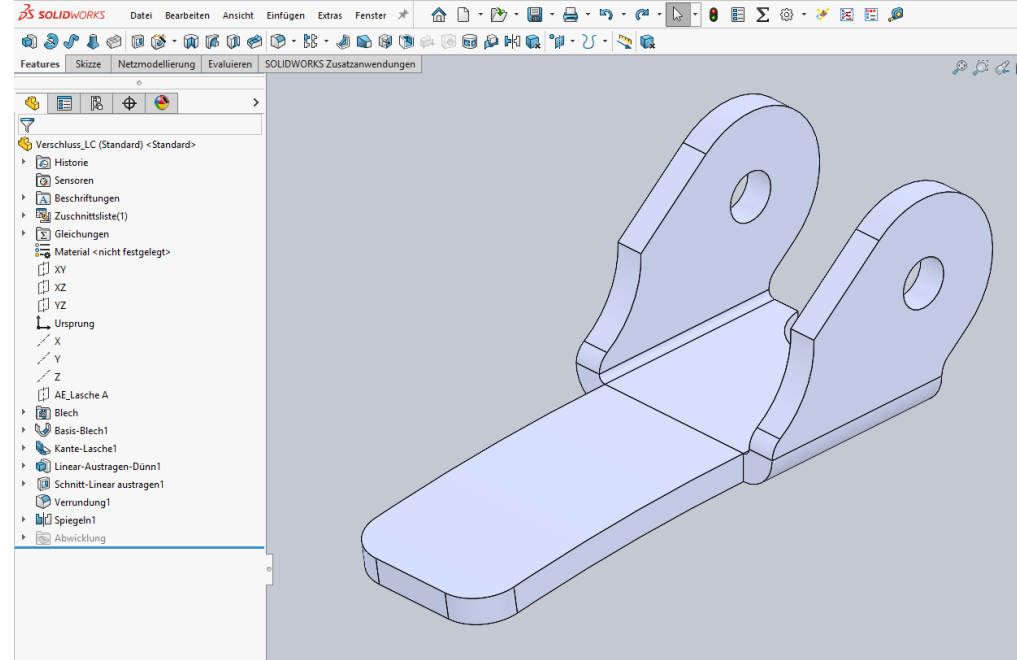 SOLIDWORKS Datei Bearbeiten Ansicht Einfügen Extras Fenster
Features Skizze Netzmodellierung Evaluieren SOLIDWORKS Zusatzanwendungen
Verschluss_LC (Standard) <Standard>
Historie
Sensoren
Beschriftungen
Zuschnittsliste(1)
Gleichungen
Material <nicht festgelegt>
XY
XZ
YZ
Ursprung
X
Y
Z
AE_Lasche A
Blech
Basis-Blech1
Kante-Lasche1
Linear-Austragen-Dünn1
Schnitt-Linear austragen1
Verrundung1
Spiegeln1
Abwicklung